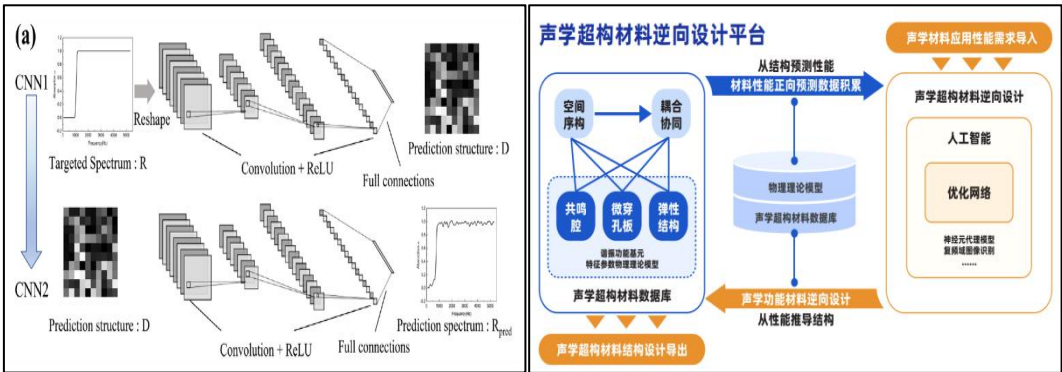 (a)
CNN1
Reshape
Targeted Spectrum : R
Convolution + ReLU
Full connections
Prediction structure : D
CNN2
Prediction structure : D
Convolution + ReLU
Full connections
Prediction spectrum : Rpred
声学超构材料逆向设计平台
声学材料应用性能需求导入
从结构预测性能
材料性能正向预测数据积累
空间序构
耦合协同
共鸣腔
微穿孔板
弹性结构
谐振功能基元
特征参数物理理论模型
声学超构材料数据库
声学超构材料结构设计导出
物理理论模型
声学超构材料数据库
声学功能材料逆向设计
从性能推导结构
声学超构材料逆向设计
人工智能
优化网络
神经元代理模型
复频域图像识别
……